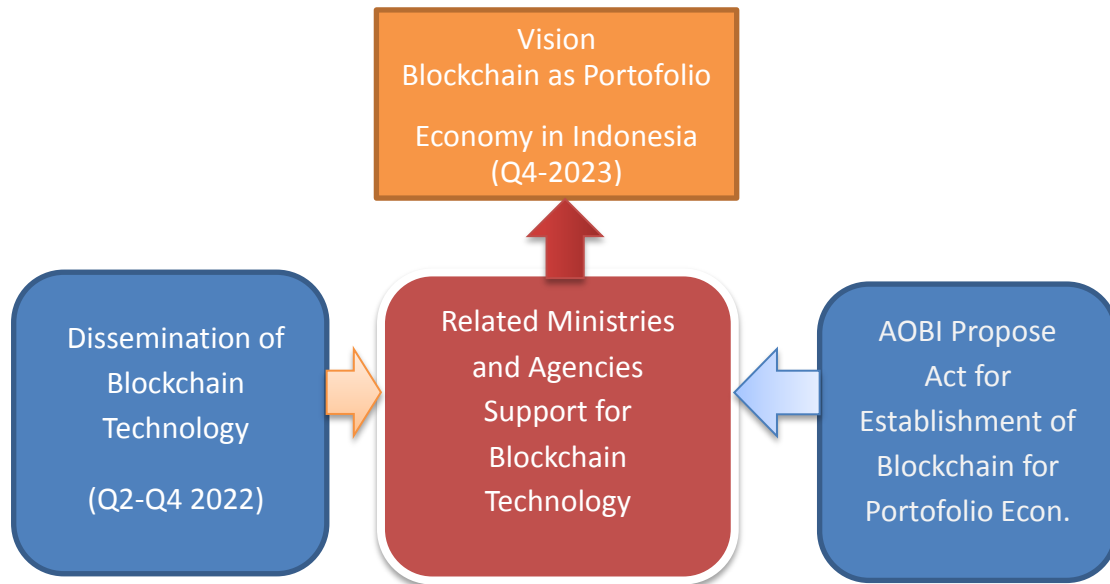 Vision
Blockchain as Portofolio
Economy in Indonesia
(Q4-2023)
Dissemination of
Blockchain
Technology
(Q2-Q4 2022)
Related Ministries
and Agencies
Support for
Blockchain
Technology
AOBI Propose
Act for
Establishment of
Blockchain for
Portofolio Econ.